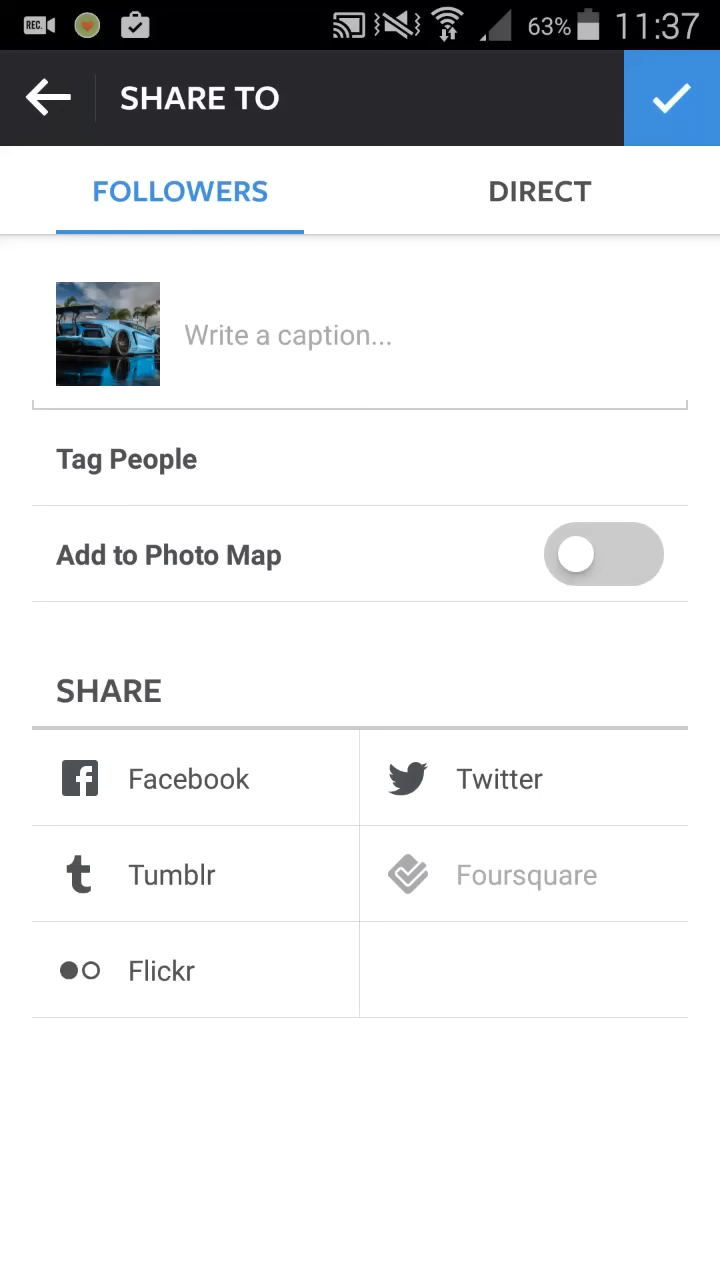 REC. 63% 11:37
SHARE TO
FOLLOWERS DIRECT
Write a caption...
Tag People
Add to Photo Map
SHARE
Facebook Twitter
Tumblr Foursquare
Flickr